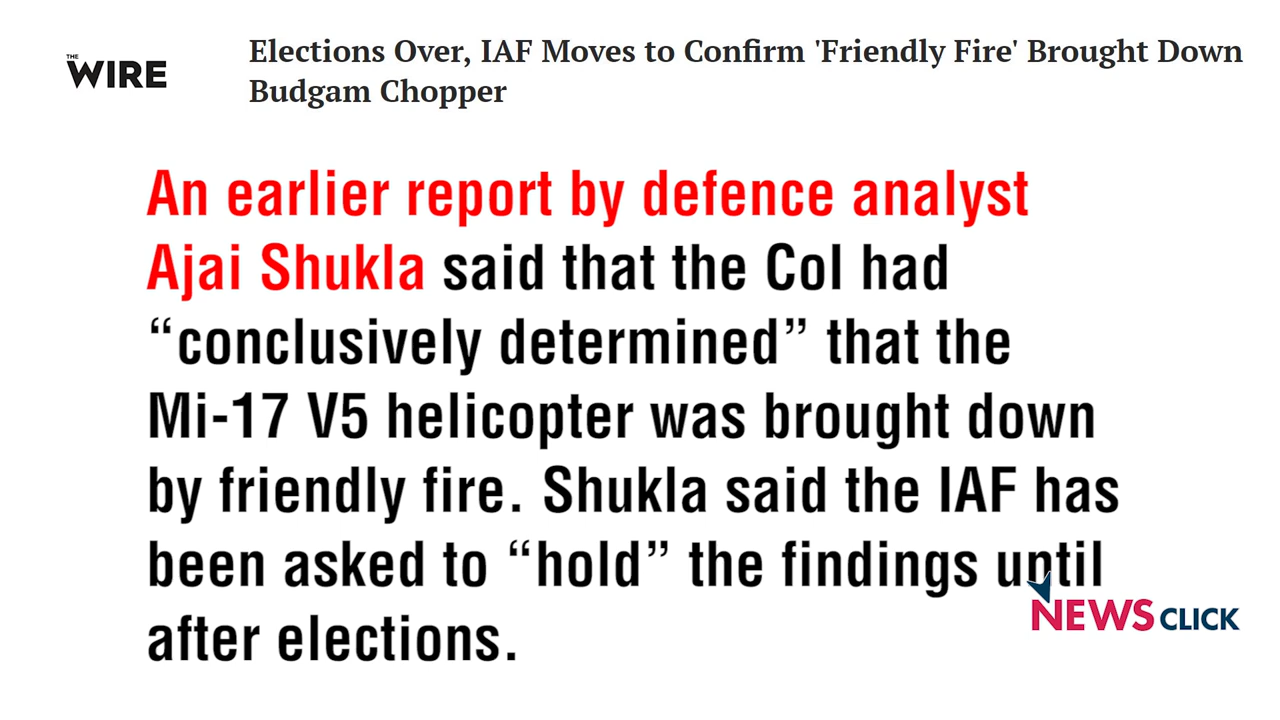 THE
WIRE
Elections Over, IAF Moves to Confirm 'Friendly Fire' Brought Down
Budgam Chopper
An earlier report by defence analyst
Ajai Shukla said that the CoI had
“conclusively determined” that the
Mi-17 V5 helicopter was brought down
by friendly fire. Shukla said the IAF has
been asked to “hold” the findings until
after elections.
NEWS CLICK